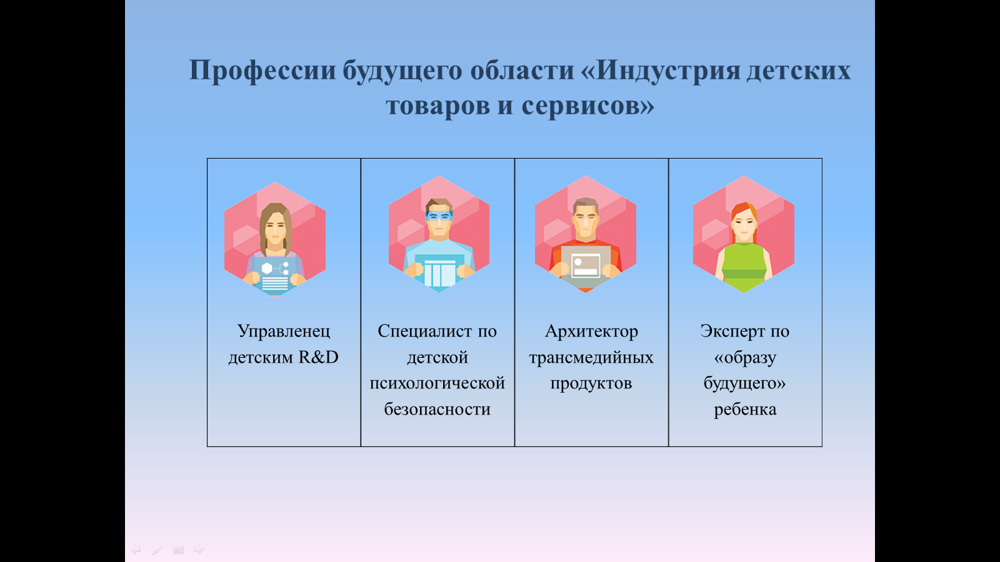 Профессии будущего области «Индустрия детских
товаров и сервисов»
Управленец
детским R&D
Специалист по
детской
психологической
безопасности
Архитектор
трансмедийных
продуктов
Эксперт по
«образу
будущего»
ребенка